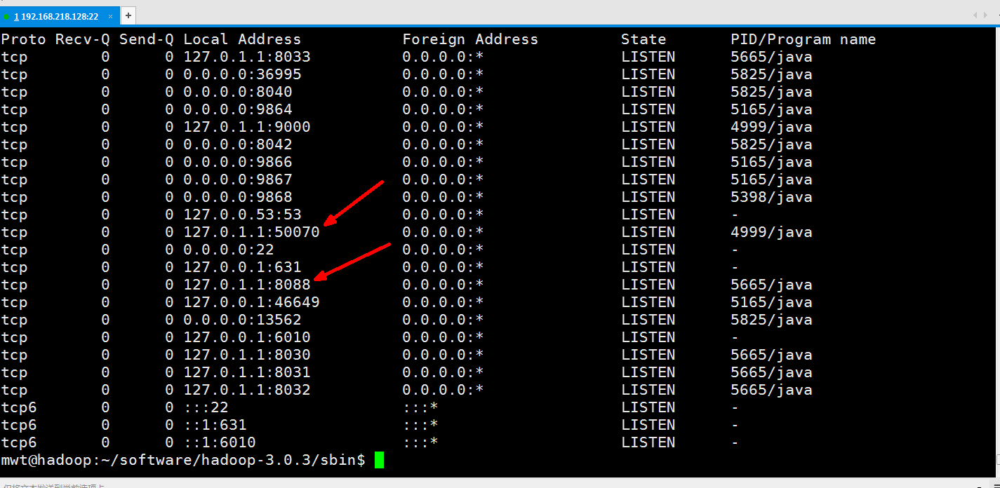 1 192.168.218.128:22 × +
Proto Recv-Q Send-Q Local Address Foreign Address State PID/Program name
tcp 0 0 127.0.1.1:8033 0.0.0.0:* LISTEN 5665/java
tcp 0 0 0.0.0.0:36995 0.0.0.0:* LISTEN 5825/java
tcp 0 0 0.0.0.0:8040 0.0.0.0:* LISTEN 5825/java
tcp 0 0 0.0.0.0:9864 0.0.0.0:* LISTEN 5165/java
tcp 0 0 127.0.1.1:9000 0.0.0.0:* LISTEN 4999/java
tcp 0 0 0.0.0.0:8042 0.0.0.0:* LISTEN 5825/java
tcp 0 0 0.0.0.0:9866 0.0.0.0:* LISTEN 5165/java
tcp 0 0 0.0.0.0:9867 0.0.0.0:* LISTEN 5165/java
tcp 0 0 0.0.0.0:9868 0.0.0.0:* LISTEN 5398/java
tcp 0 0 127.0.0.53:53 0.0.0.0:* LISTEN -
tcp 0 0 127.0.1.1:50070 0.0.0.0:* LISTEN 4999/java
tcp 0 0 0.0.0.0:22 0.0.0.0:* LISTEN -
tcp 0 0 127.0.0.1:631 0.0.0.0:* LISTEN -
tcp 0 0 127.0.1.1:8088 0.0.0.0:* LISTEN 5665/java
tcp 0 0 127.0.0.1:46649 0.0.0.0:* LISTEN 5165/java
tcp 0 0 0.0.0.0:13562 0.0.0.0:* LISTEN 5825/java
tcp 0 0 127.0.0.1:6010 0.0.0.0:* LISTEN -
tcp 0 0 127.0.1.1:8030 0.0.0.0:* LISTEN 5665/java
tcp 0 0 127.0.1.1:8031 0.0.0.0:* LISTEN 5665/java
tcp 0 0 127.0.1.1:8032 0.0.0.0:* LISTEN 5665/java
tcp6 0 0 :::22 :::* LISTEN -
tcp6 0 0 ::1:631 :::* LISTEN -
tcp6 0 0 ::1:6010 :::* LISTEN -
mwt@hadoop:~/software/hadoop-3.0.3/sbin$